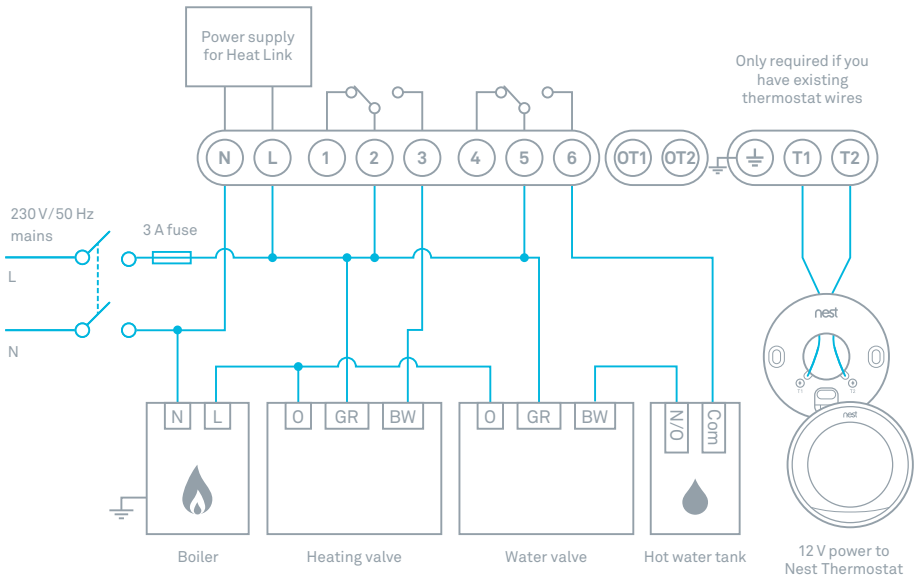 Power supply
for Heat Link
Only required if you
have existing
thermostat wires
N L 1 2 3 4 5 6 OT1 OT2 T1 T2
230 V/50 Hz
mains
3 A fuse
L
N
nest
T1 T2
nest
N L O GR BW O GR BW N/O Com
Boiler Heating valve Water valve Hot water tank
12 V power to
Nest Thermostat